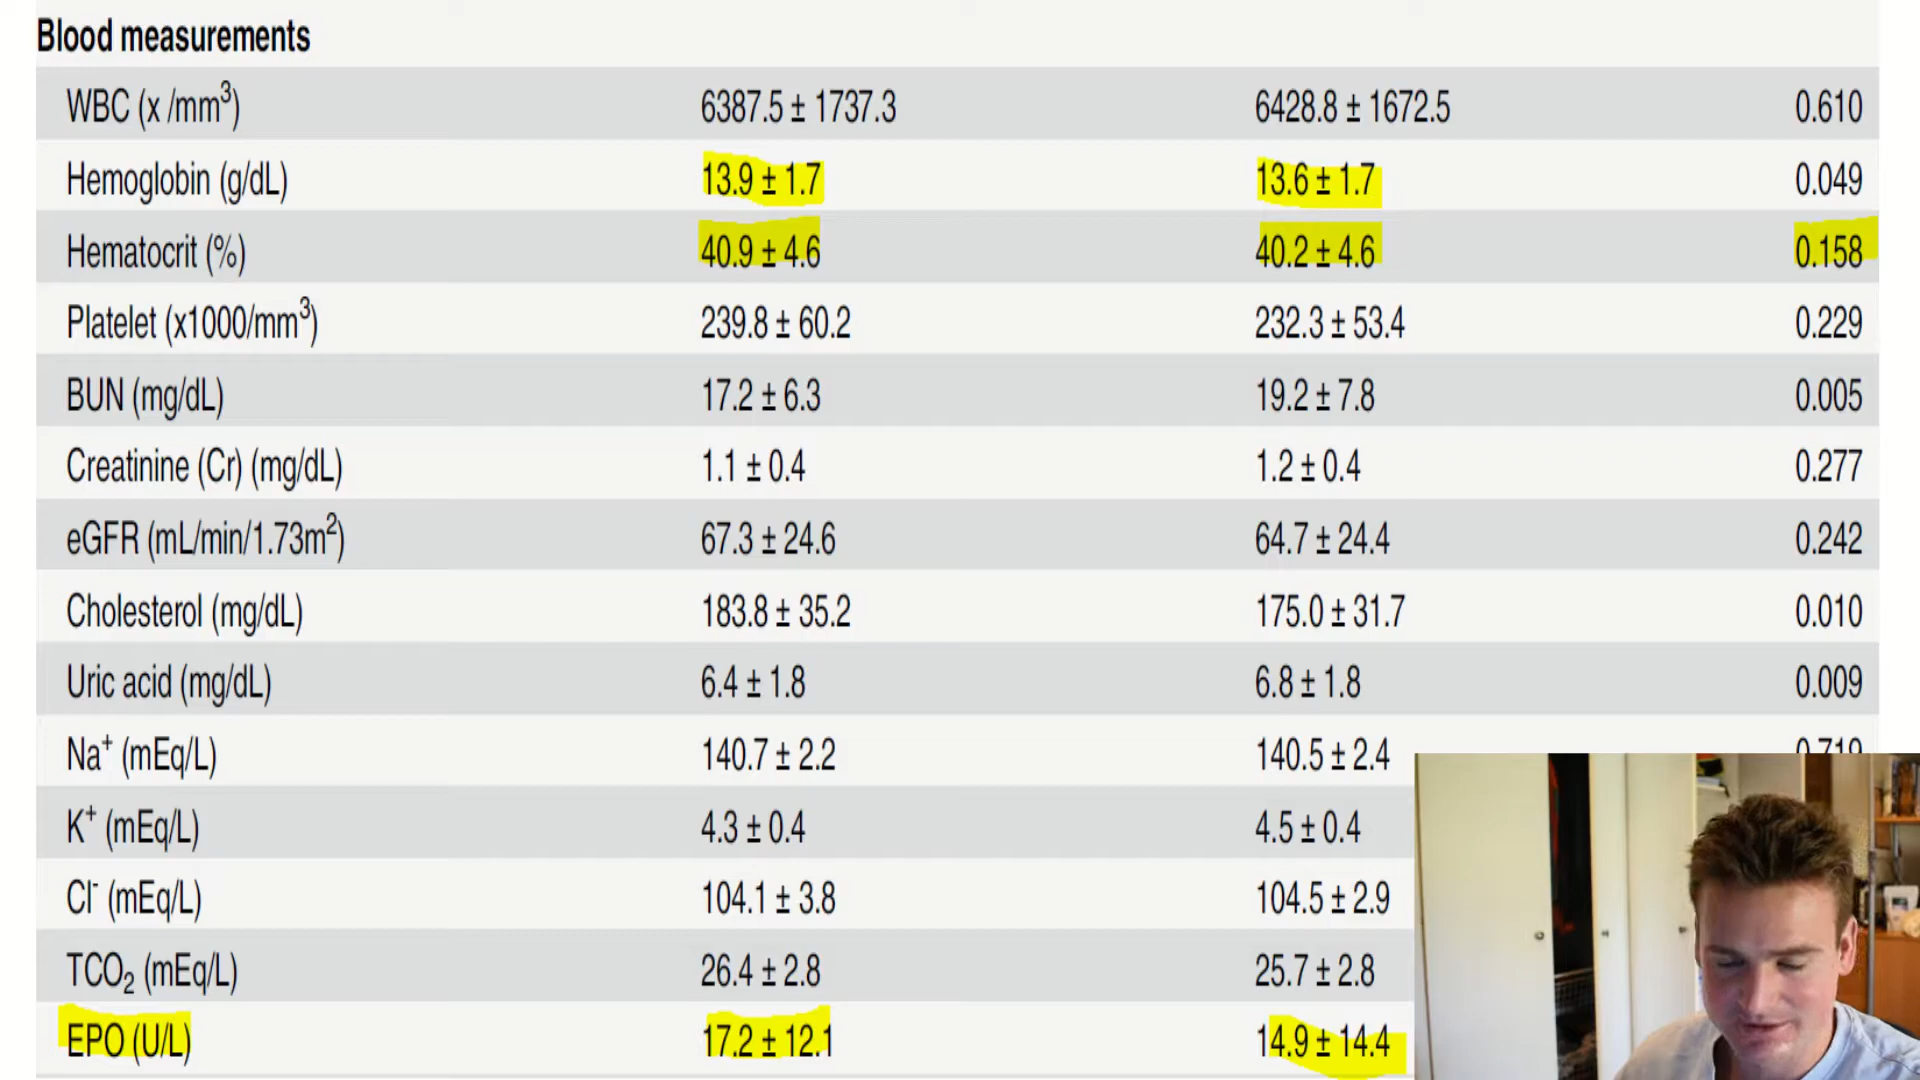 Blood measurements
WBC (x /mm³) 6387.5 ± 1737.3 6428.8 ± 1672.5 0.610
Hemoglobin (g/dL) 13.9 ± 1.7 13.6 ± 1.7 0.049
Hematocrit (%) 40.9 ± 4.6 40.2 ± 4.6 0.158
Platelet (x1000/mm³) 239.8 ± 60.2 232.3 ± 53.4 0.229
BUN (mg/dL) 17.2 ± 6.3 19.2 ± 7.8 0.005
Creatinine (Cr) (mg/dL) 1.1 ± 0.4 1.2 ± 0.4 0.277
eGFR (mL/min/1.73m²) 67.3 ± 24.6 64.7 ± 24.4 0.242
Cholesterol (mg/dL) 183.8 ± 35.2 175.0 ± 31.7 0.010
Uric acid (mg/dL) 6.4 ± 1.8 6.8 ± 1.8 0.009
Na⁺ (mEq/L) 140.7 ± 2.2 140.5 ± 2.4
K⁺ (mEq/L) 4.3 ± 0.4 4.5 ± 0.4
Cl⁻ (mEq/L) 104.1 ± 3.8 104.5 ± 2.9
TCO₂ (mEq/L) 26.4 ± 2.8 25.7 ± 2.8
EPO (U/L) 17.2 ± 12.1 14.9 ± 14.4